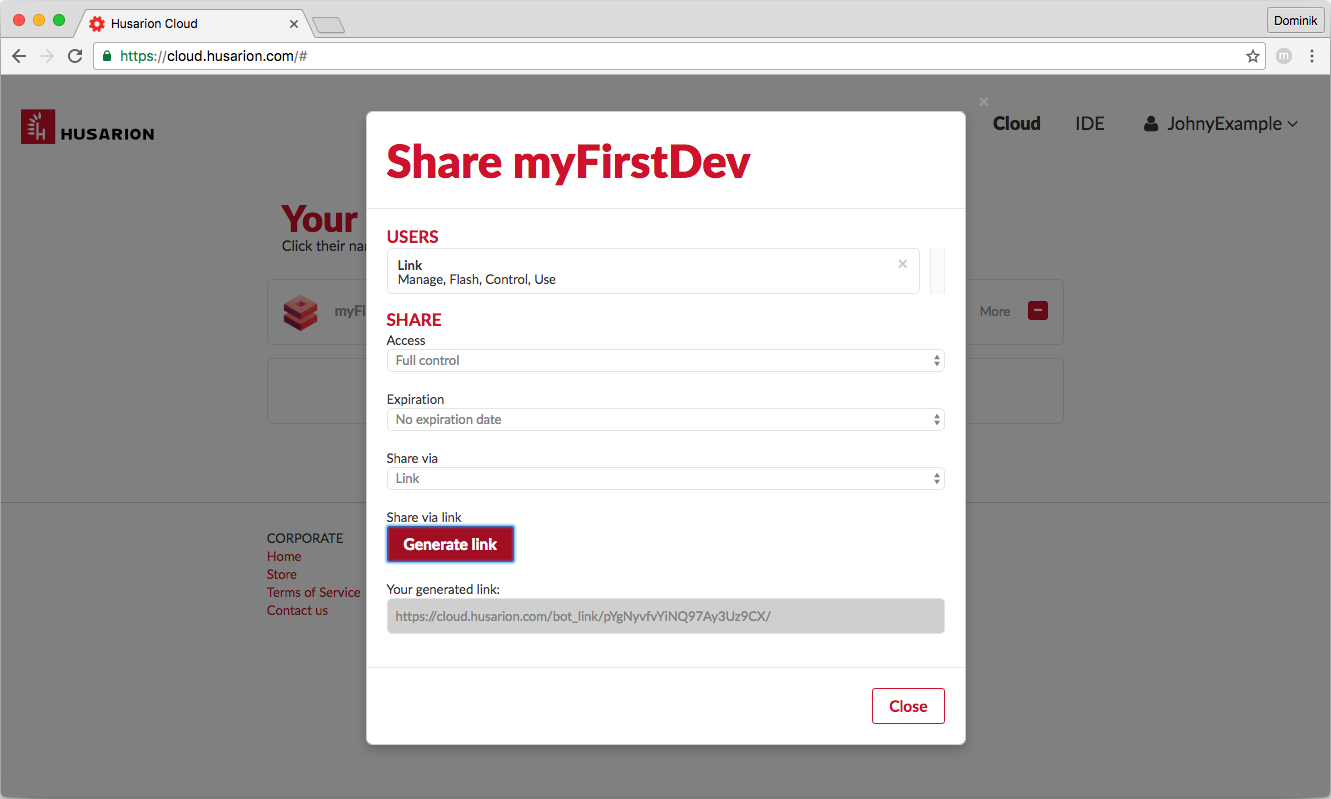 Husarion Cloud
Dominik
https://cloud.husarion.com/#
m
HUSARION
Cloud
IDE
JohnyExample
Share myFirstDev
Your
Click their na
USERS
Link
Manage, Flash, Control, Use
myFi
More
SHARE
Access
Full control
Expiration
No expiration date
Share via
Link
Share via link
Generate link
Your generated link:
https://cloud.husarion.com/bot_link/pYgNyvfvYiNQ97Ay3Uz9CX/
Close
CORPORATE
Home
Store
Terms of Service
Contact us